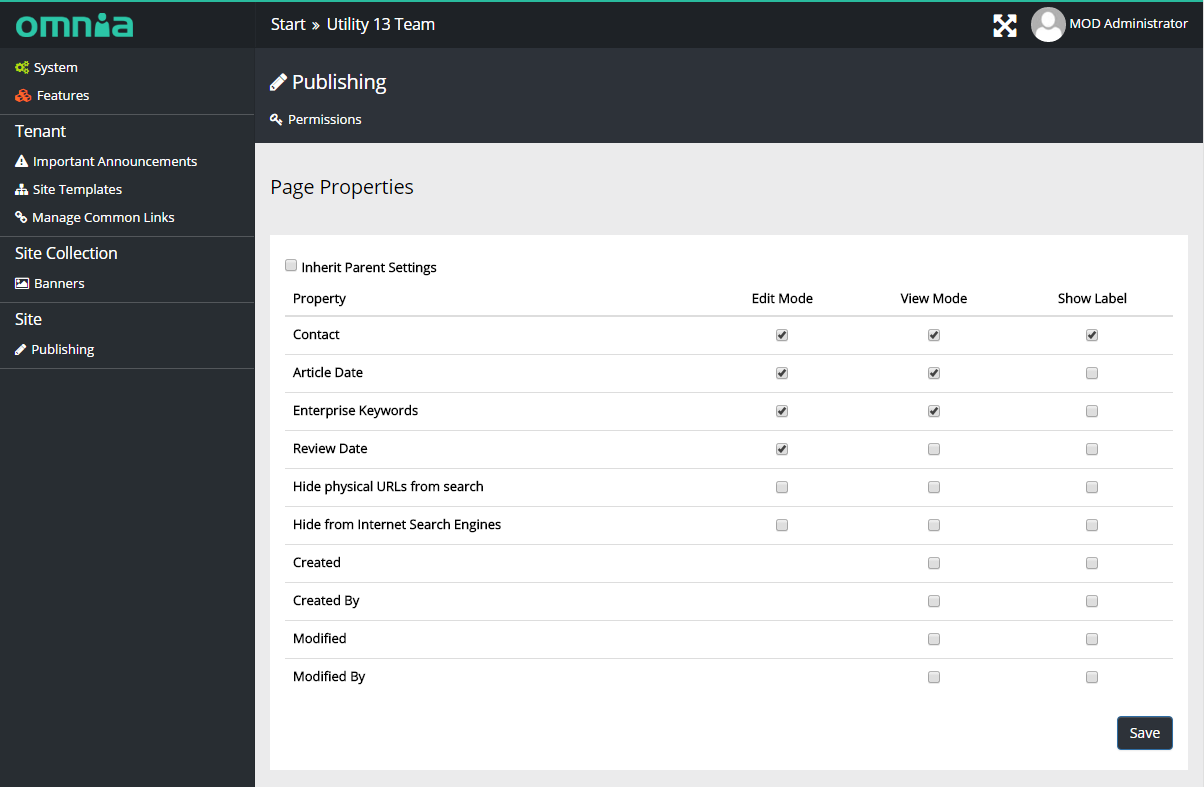 omnia
Start » Utility 13 Team
MOD Administrator
System
Features
Tenant
Important Announcements
Site Templates
Manage Common Links
Site Collection
Banners
Site
Publishing
Publishing
Permissions
Page Properties
Inherit Parent Settings
Property Edit Mode View Mode Show Label
Contact
Article Date
Enterprise Keywords
Review Date
Hide physical URLs from search
Hide from Internet Search Engines
Created
Created By
Modified
Modified By
Save